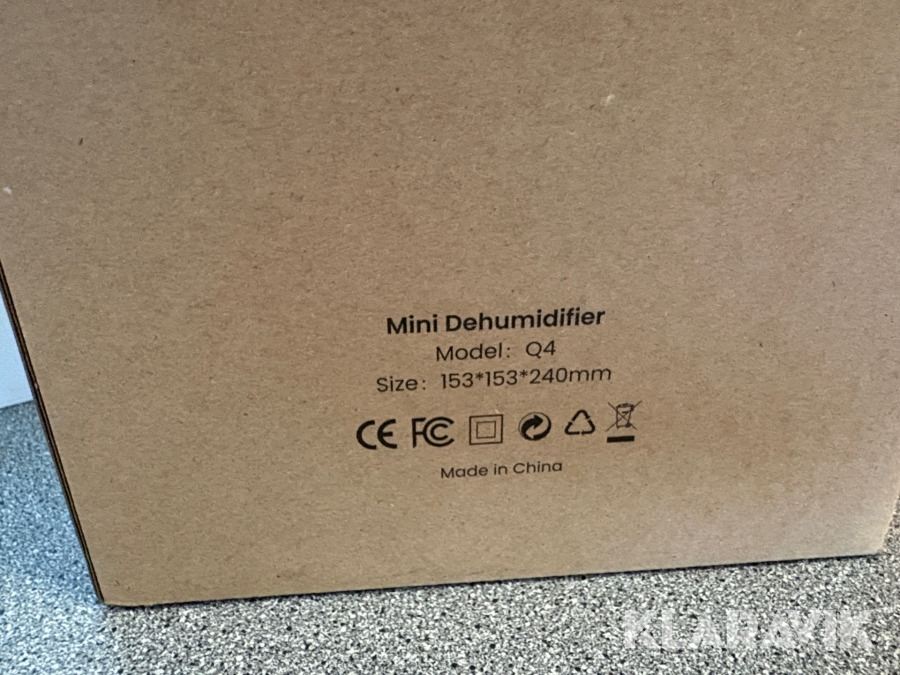 Mini Dehumidifier
Model: Q4
Size: 153*153*240mm
CE FC
Made in China
KLARAVIK